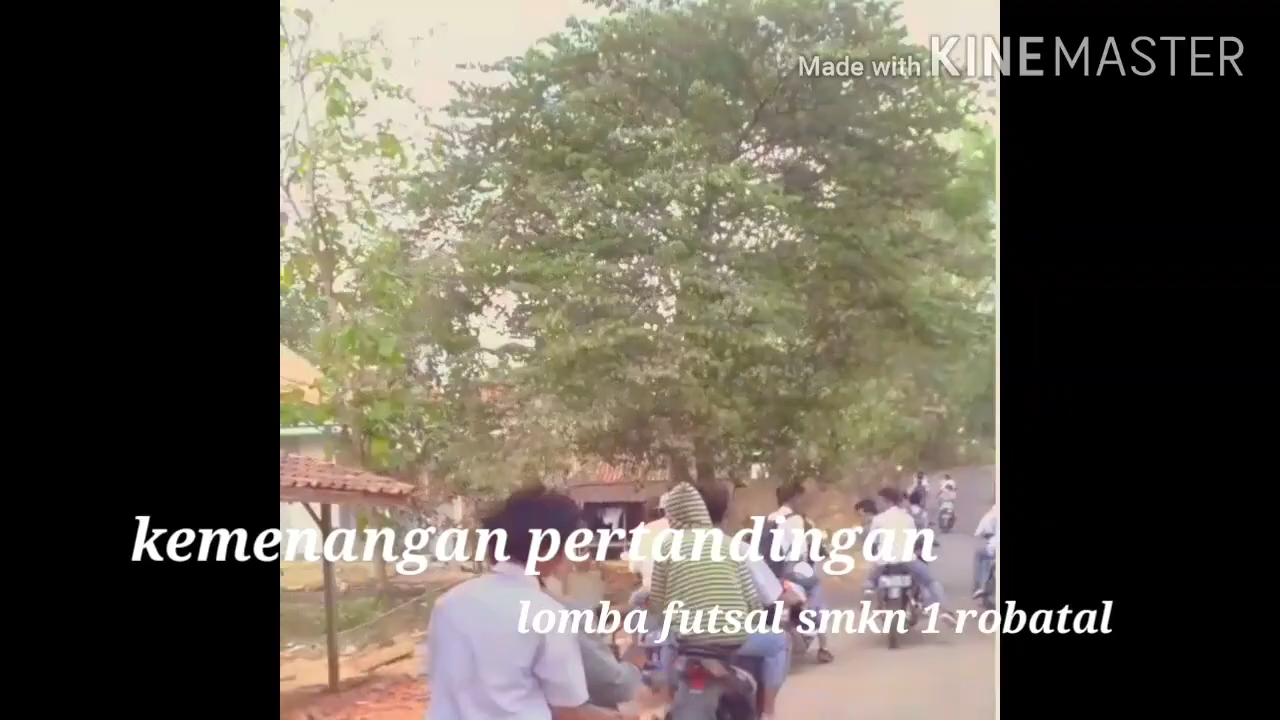 Made with KINEMASTER
kemenangan pertandingan
lomba futsal smkn 1 robatal